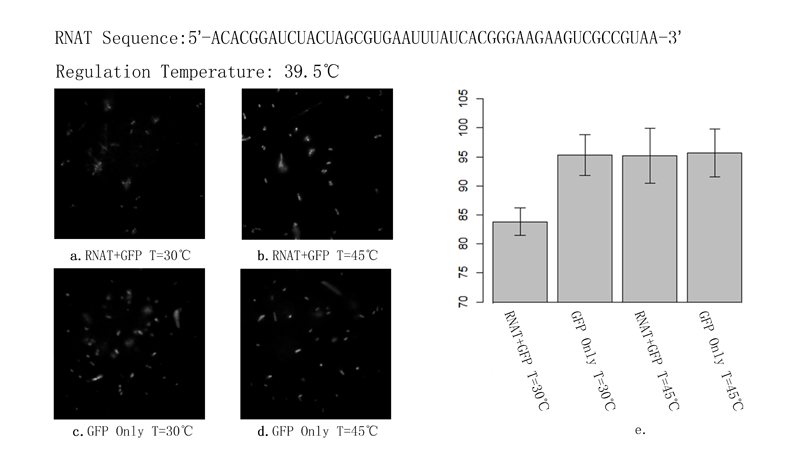 RNAT Sequence:5'-ACACGGAUCUACUAGCGUGAAUUUAUCACGGGAAGAAGUCGCCGUAA-3'
Regulation Temperature: 39.5℃
a.RNAT+GFP T=30℃
b.RNAT+GFP T=45℃
c.GFP Only T=30℃
d.GFP Only T=45℃
105
100
95
90
85
80
75
70
RNAT+GFP T=30℃
GFP Only T=30℃
RNAT+GFP T=45℃
GFP Only T=45℃
e.